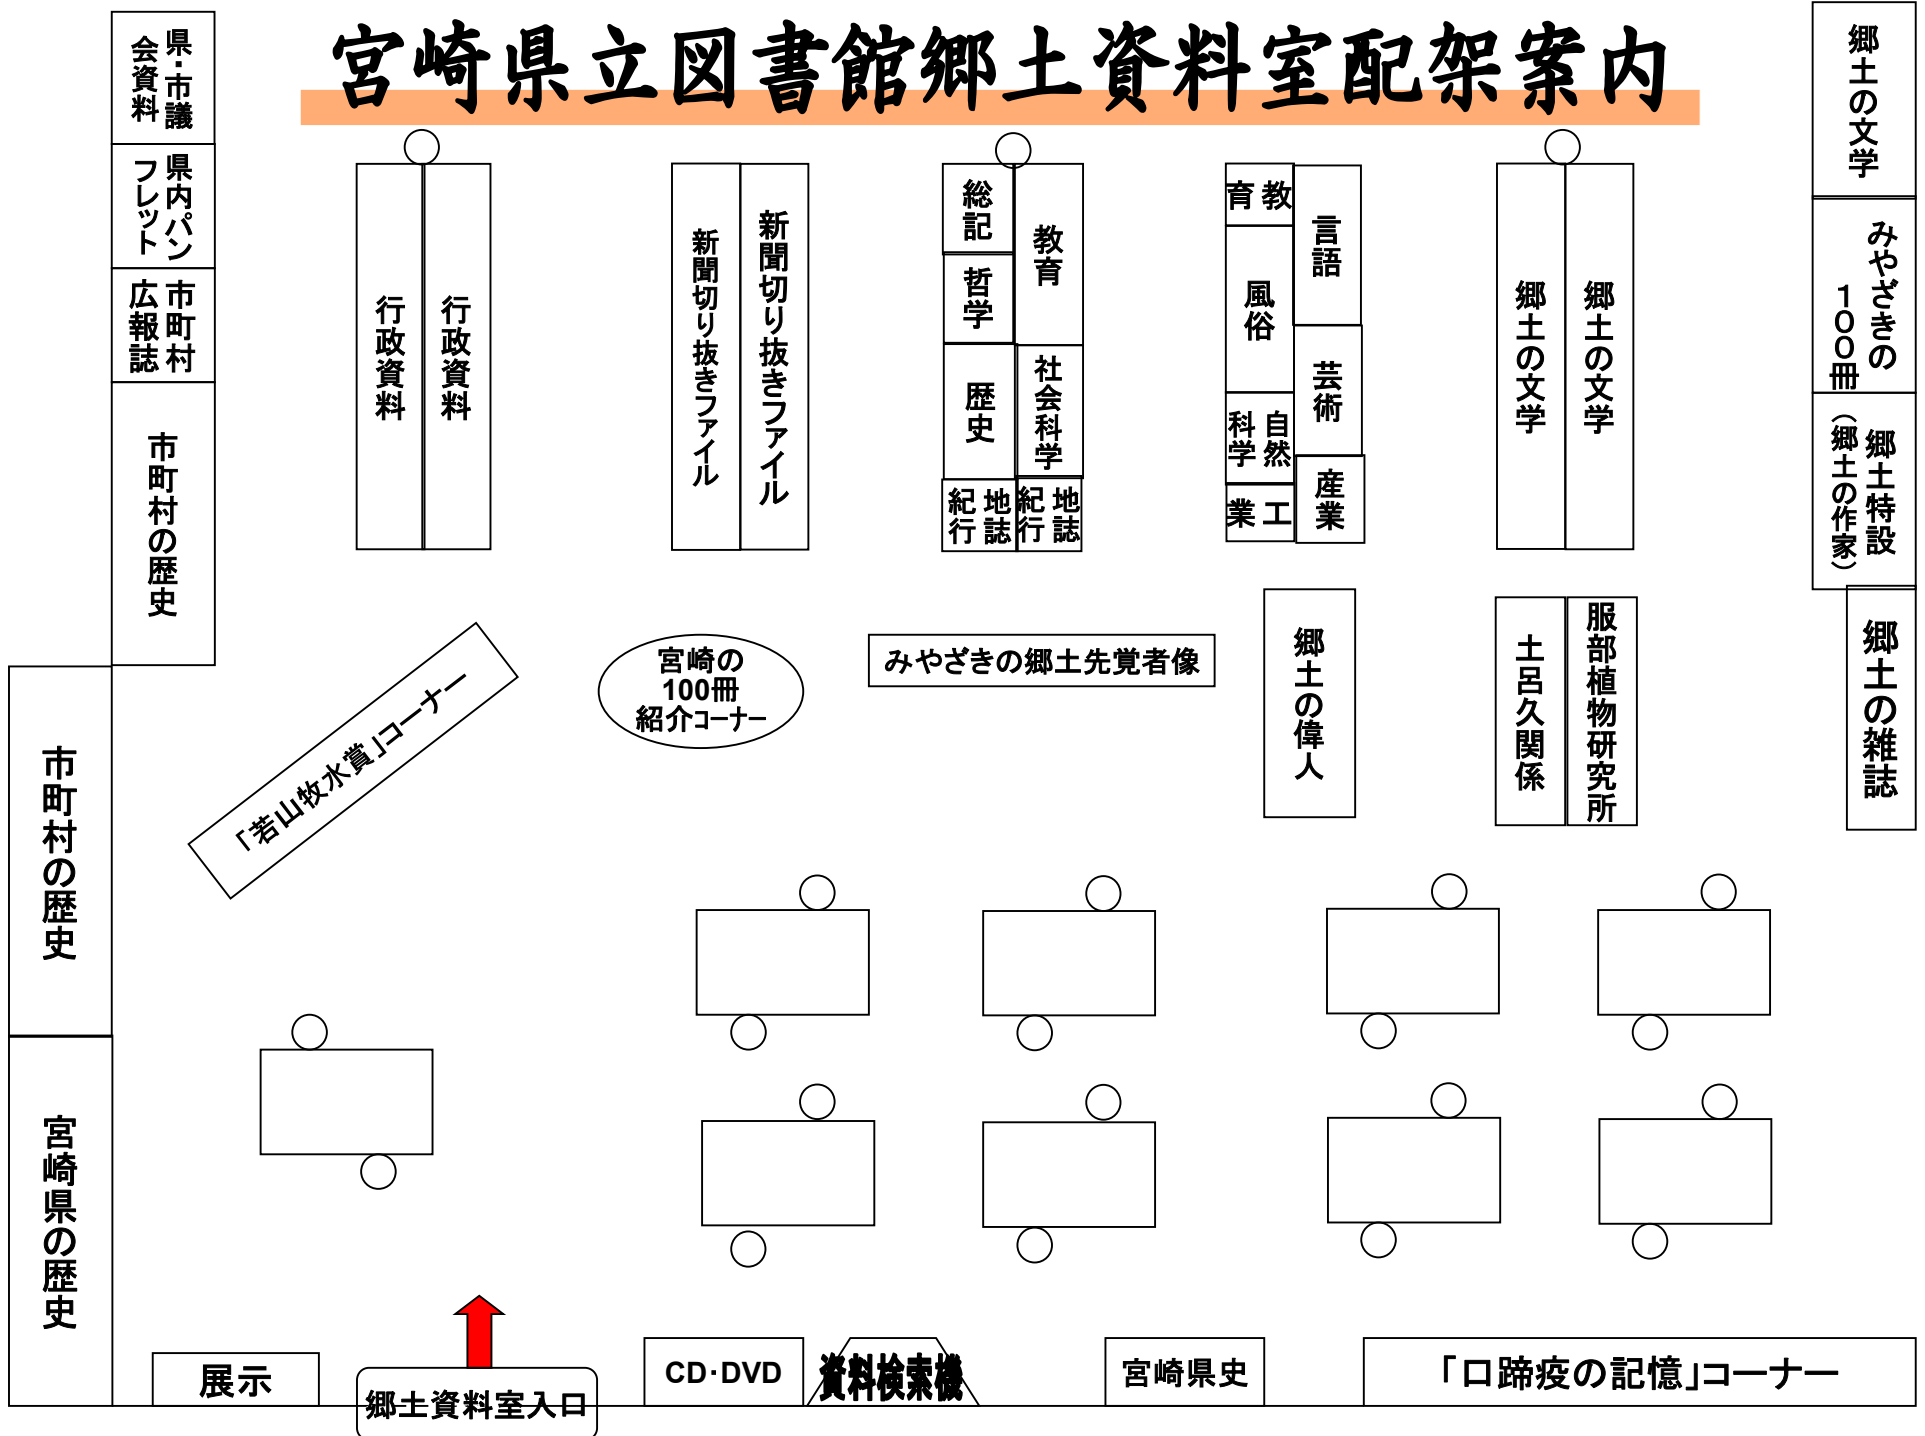 宮崎県立図書館郷土資料室配架案内
県・市議
会資料
県内パン
フレット
市町村
広報誌
市町村の歴史
市町村の歴史
宮崎県の歴史
行政資料
行政資料
新聞切り抜きファイル
新聞切り抜きファイル
総記
哲学
歴史
地誌
紀行
教育
社会科学
地誌
紀行
教育
風俗
自然
科学
工業
言語
芸術
産業
郷土の文学
郷土の文学
郷土の文学
みやざきの
１００冊
郷土特設
（郷土の作家）
郷土の雑誌
「若山牧水賞」コーナー
宮崎の
100冊
紹介ｺｰﾅｰ
みやざきの郷土先覚者像
郷土の偉人
土呂久関係
服部植物研究所
展示
郷土資料室入口
CD･DVD
資料検索機
宮崎県史
「口蹄疫の記憶」コーナー